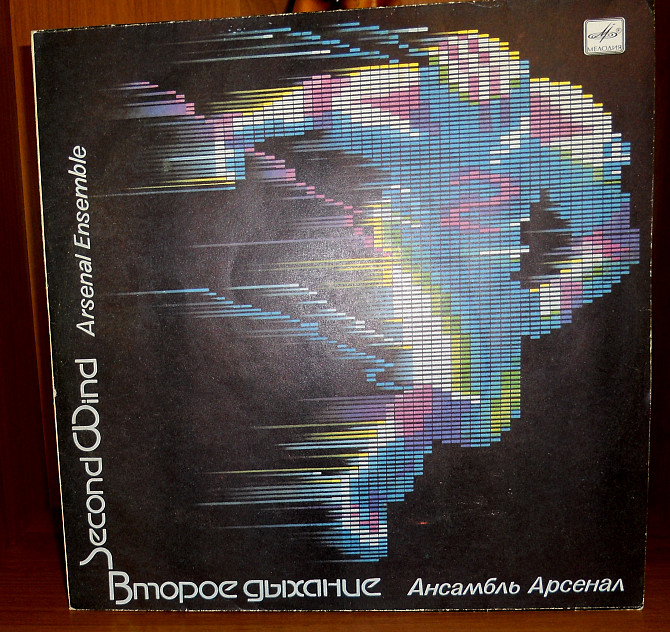 МЕЛОДИЯ
Second Wind Arsenal Ensemble
Второе дыхание Ансамбль Арсенал